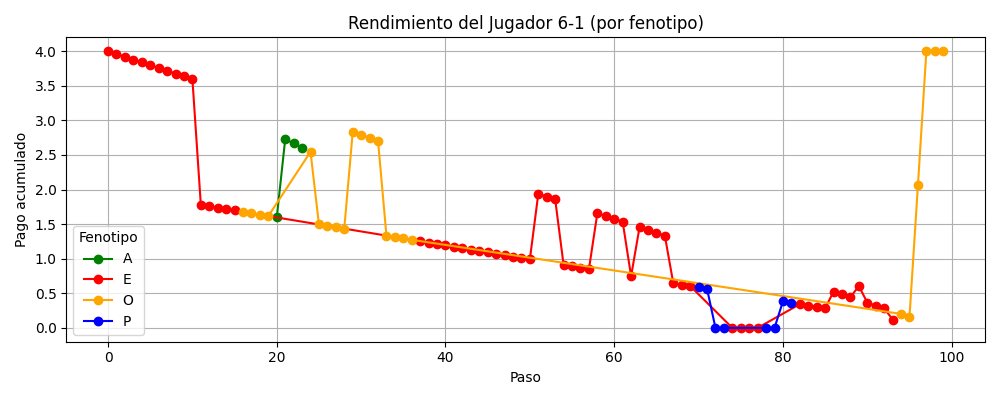 Rendimiento del Jugador 6-1 (por fenotipo)
Pago acumulado
4.0
3.5
3.0
2.5
2.0
1.5
1.0
0.5
0.0
Fenotipo
A
E
O
P
0
20
40
60
80
100
Paso